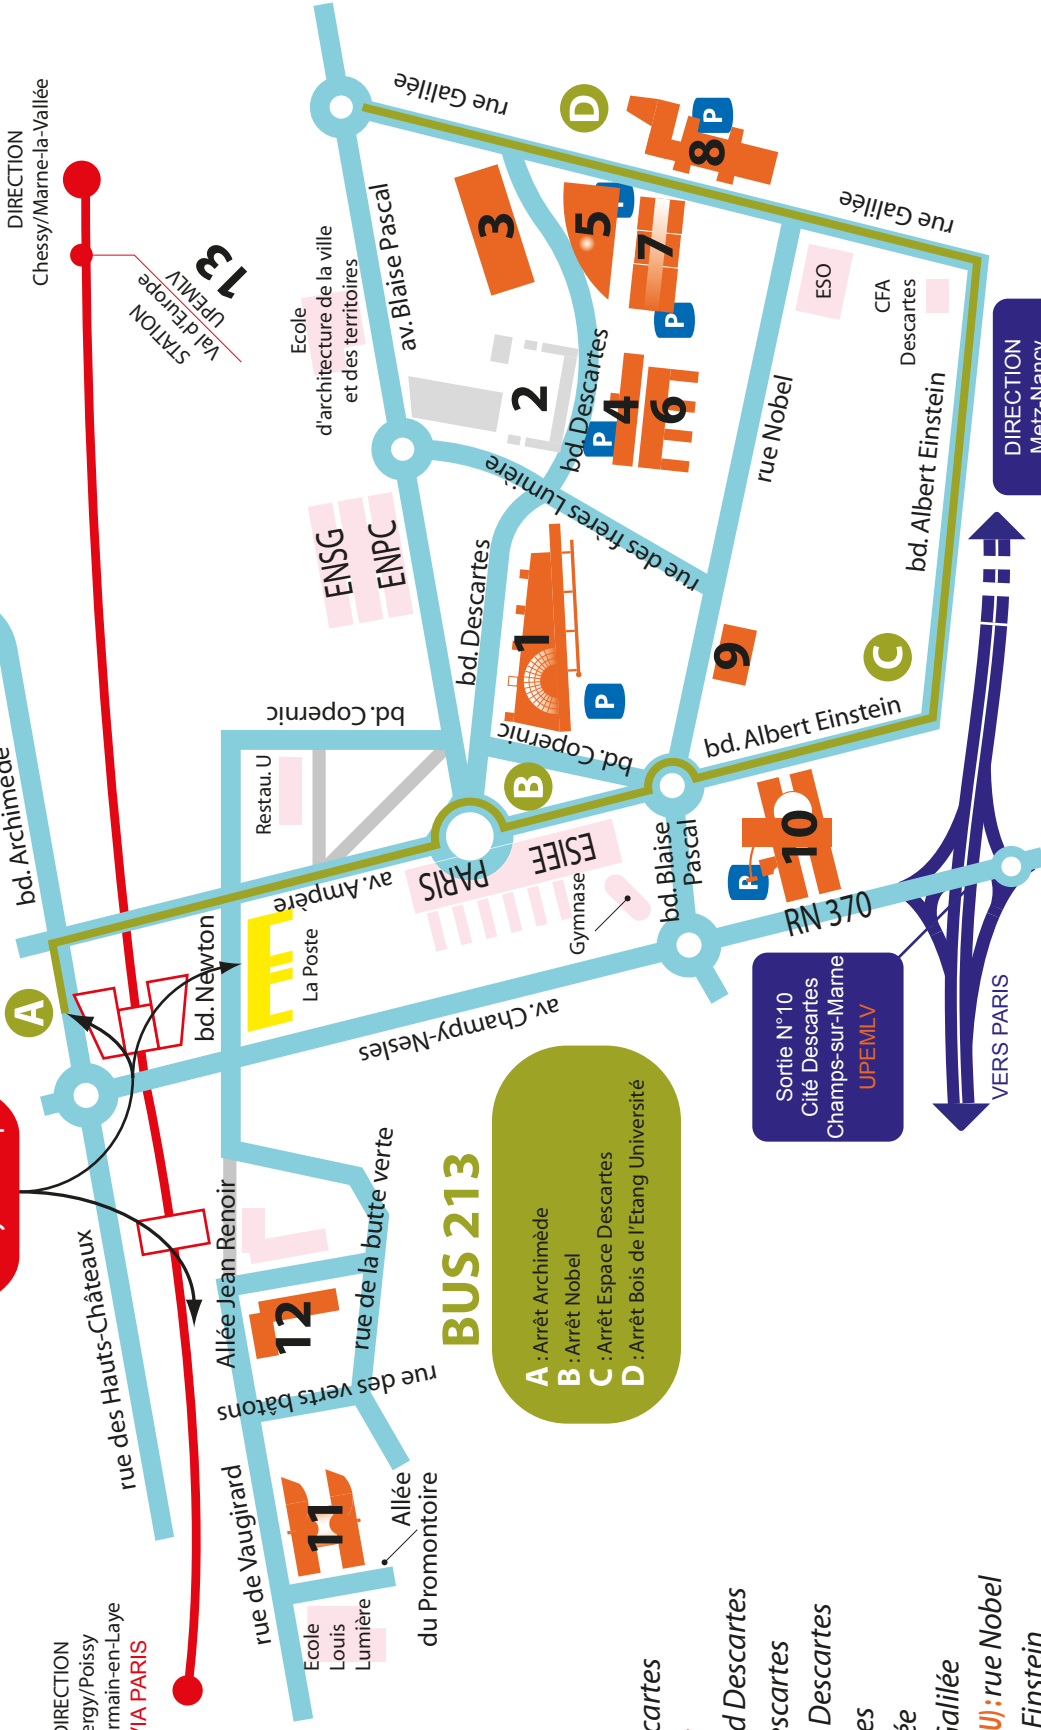 DIRECTION
Chessy/Marne-la-Vallée
STATION
Val d'Europe
UPEMLV
13
DIRECTION
VIA PARIS
bd. Archimède
A
rue des Hauts-Châteaux
bd. Newton
La Poste
Restau. U
bd. Copernic
av. Ampère
av. Champy-Nesles
Allée Jean Renoir
12
rue de la butte verte
rue des verts bâtons
rue de Vaugirard
11
Allée
du Promontoire
Ecole
Louis
Lumière
ENSG
ENPC
Ecole
d'architecture de la ville
et des territoires
av. Blaise Pascal
rue Galilée
D
3
2
5
P
7
P
8
P
4
P
6
bd. Descartes
bd. Descartes
rue des frères Lumière
rue Nobel
rue Galilée
ESO
CFA
Descartes
1
P
bd. Copernic
B
9
C
bd. Albert Einstein
bd. Albert Einstein
ESIEE
PARIS
Gymnase
bd. Blaise
Pascal
10
RN 370
Sortie N°10
Cité Descartes
Champs-sur-Marne
UPEMLV
VERS PARIS
DIRECTION
Metz-Nancy
BUS 213
A : Arrêt Archimède
B : Arrêt Nobel
C : Arrêt Espace Descartes
D : Arrêt Bois de l'Etang Université
Descartes
rue Nobel
Einstein